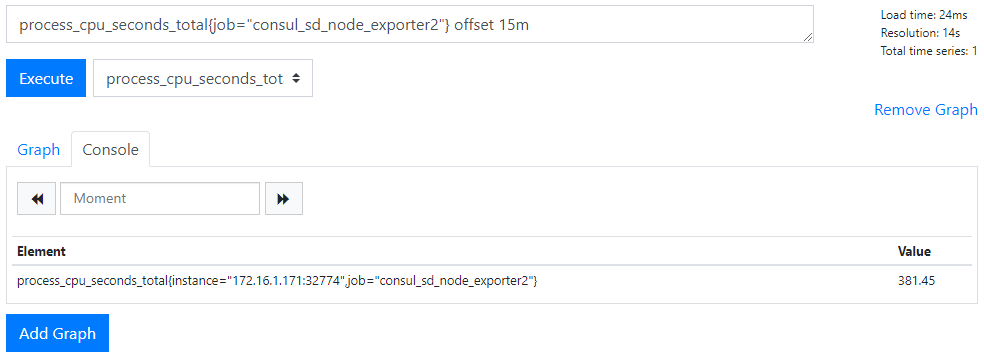 process_cpu_seconds_total{job="consul_sd_node_exporter2"} offset 15m
Load time: 24ms
Resolution: 14s
Total time series: 1
Execute
process_cpu_seconds_tot
Remove Graph
Graph
Console
Moment
Element Value
process_cpu_seconds_total{instance="172.16.1.171:32774",job="consul_sd_node_exporter2"} 381.45
Add Graph